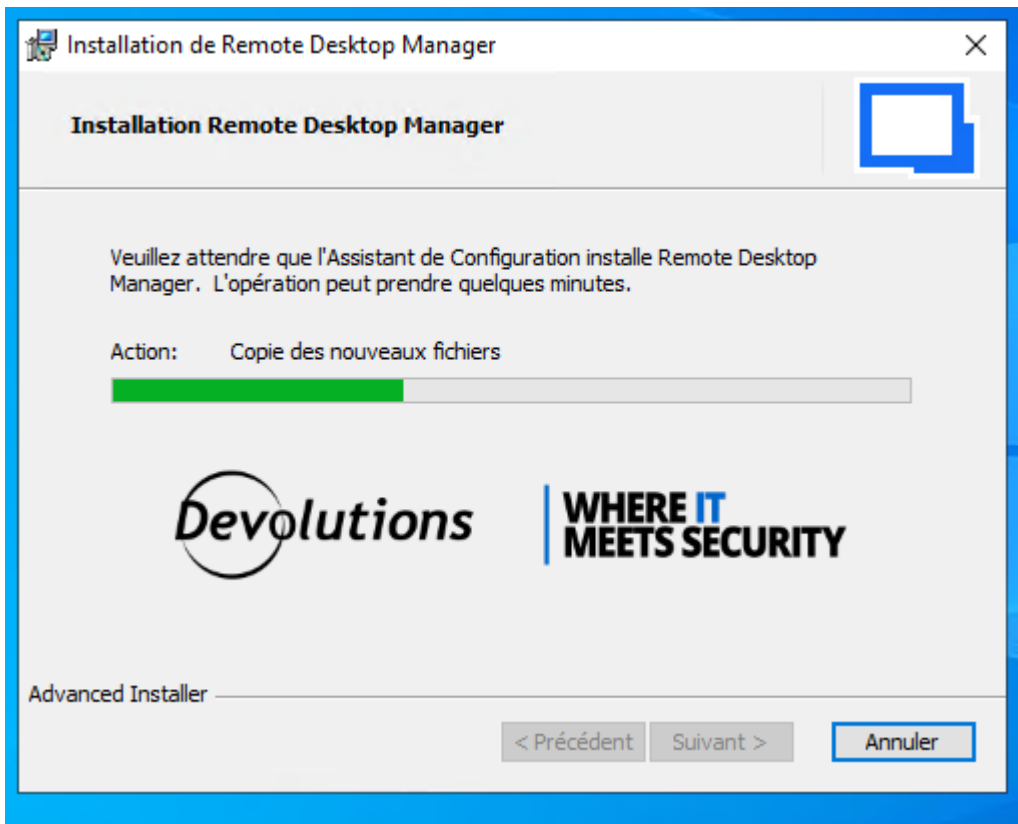 Installation de Remote Desktop Manager
Installation Remote Desktop Manager
Veuillez attendre que l'Assistant de Configuration installe Remote Desktop
Manager.  L'opération peut prendre quelques minutes.
Action: Copie des nouveaux fichiers
Devolutions
WHERE IT
MEETS SECURITY
Advanced Installer
< Précédent Suivant > Annuler